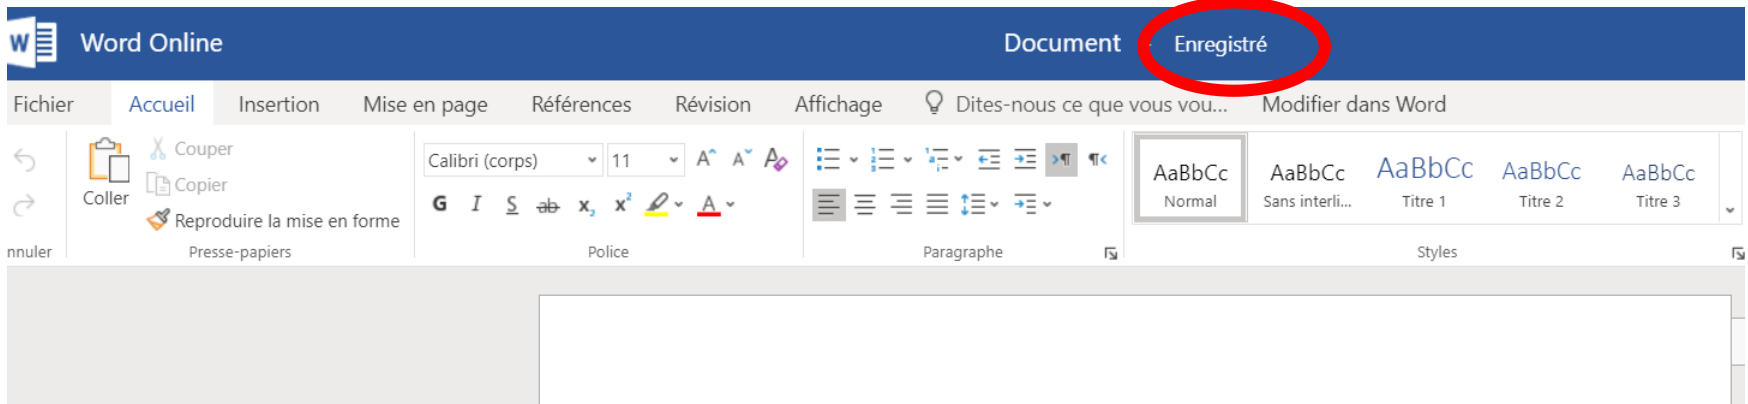 Word Online
Document - Enregistré
Fichier Accueil Insertion Mise en page Références Révision Affichage Dites-nous ce que vous vou... Modifier dans Word
Coller
Couper
Copier
Reproduire la mise en forme
nnuler
Presse-papiers
Calibri (corps) 11 A A A
G I S ab x₂ x² A
Police
Paragraphe
AaBbCc AaBbCc AaBbCc AaBbCc AaBbCc
Normal Sans interli... Titre 1 Titre 2 Titre 3
Styles